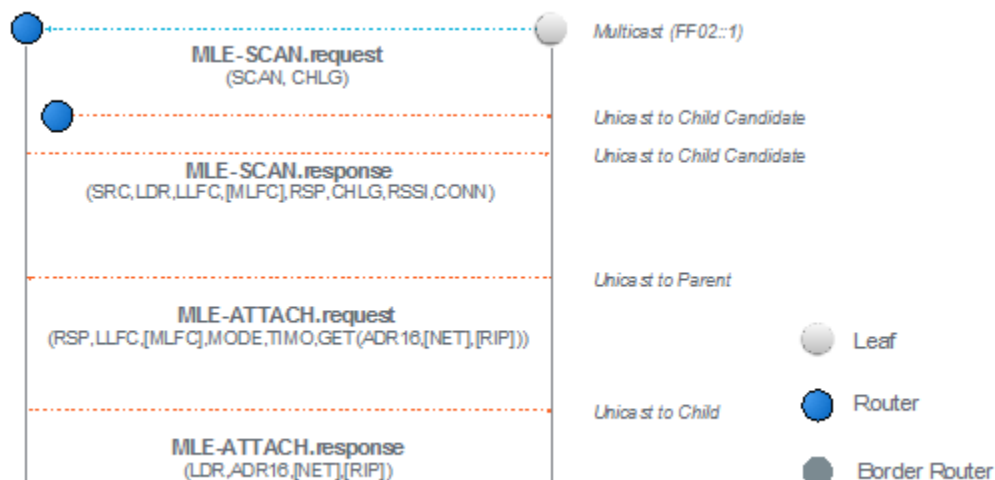 Multicast (FF02::1)
MLE-SCAN.request
(SCAN, CHLG)
Unicast to Child Candidate
Unicast to Child Candidate
MLE-SCAN.response
(SRC,LDR,LLFC,[MLFC],RSP,CHLG,RSSI,CONN)
Unicast to Parent
MLE-ATTACH.request
(RSP,LLFC,[MLFC],MODE,TIMO,GET(ADR16,[NET],[RIP]))
Leaf
Router
Unicast to Child
MLE-ATTACH.response
(LDR,ADR16,[NET],[RIP])
Border Router